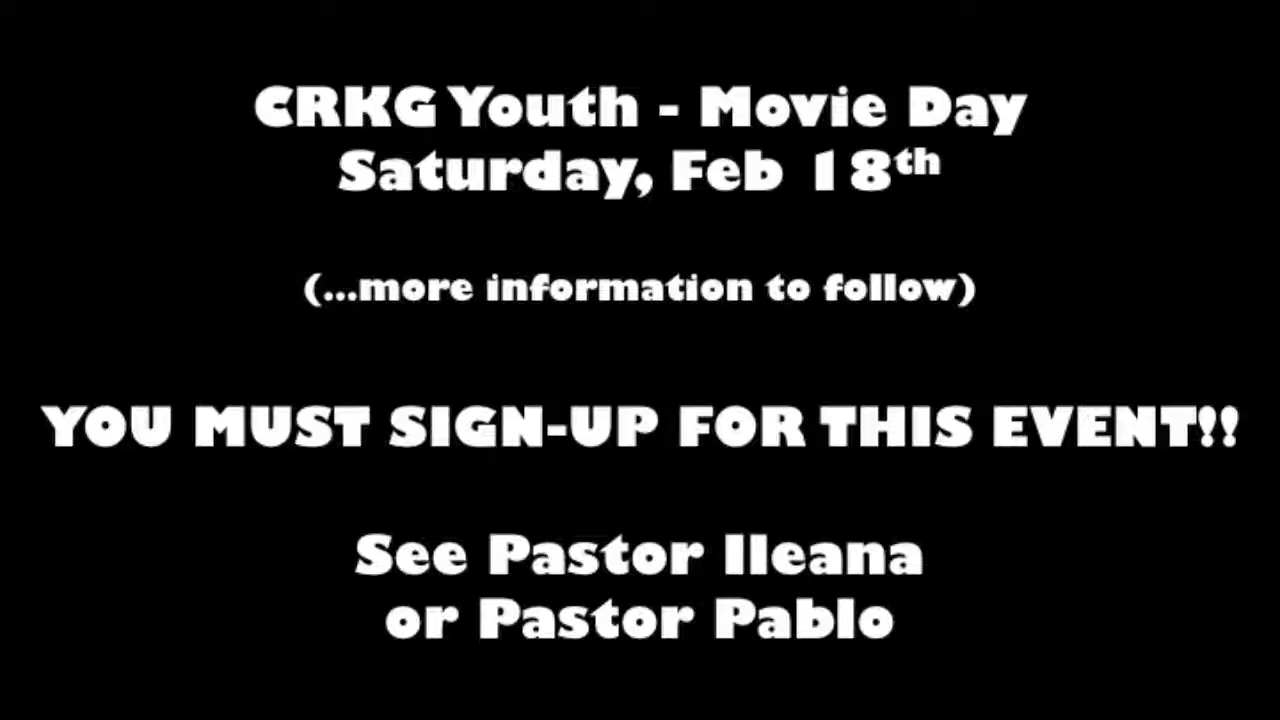 CRKG Youth - Movie Day
Saturday, Feb 18th
(...more information to follow)
YOU MUST SIGN-UP FOR THIS EVENT!!
See Pastor Ileana
or Pastor Pablo